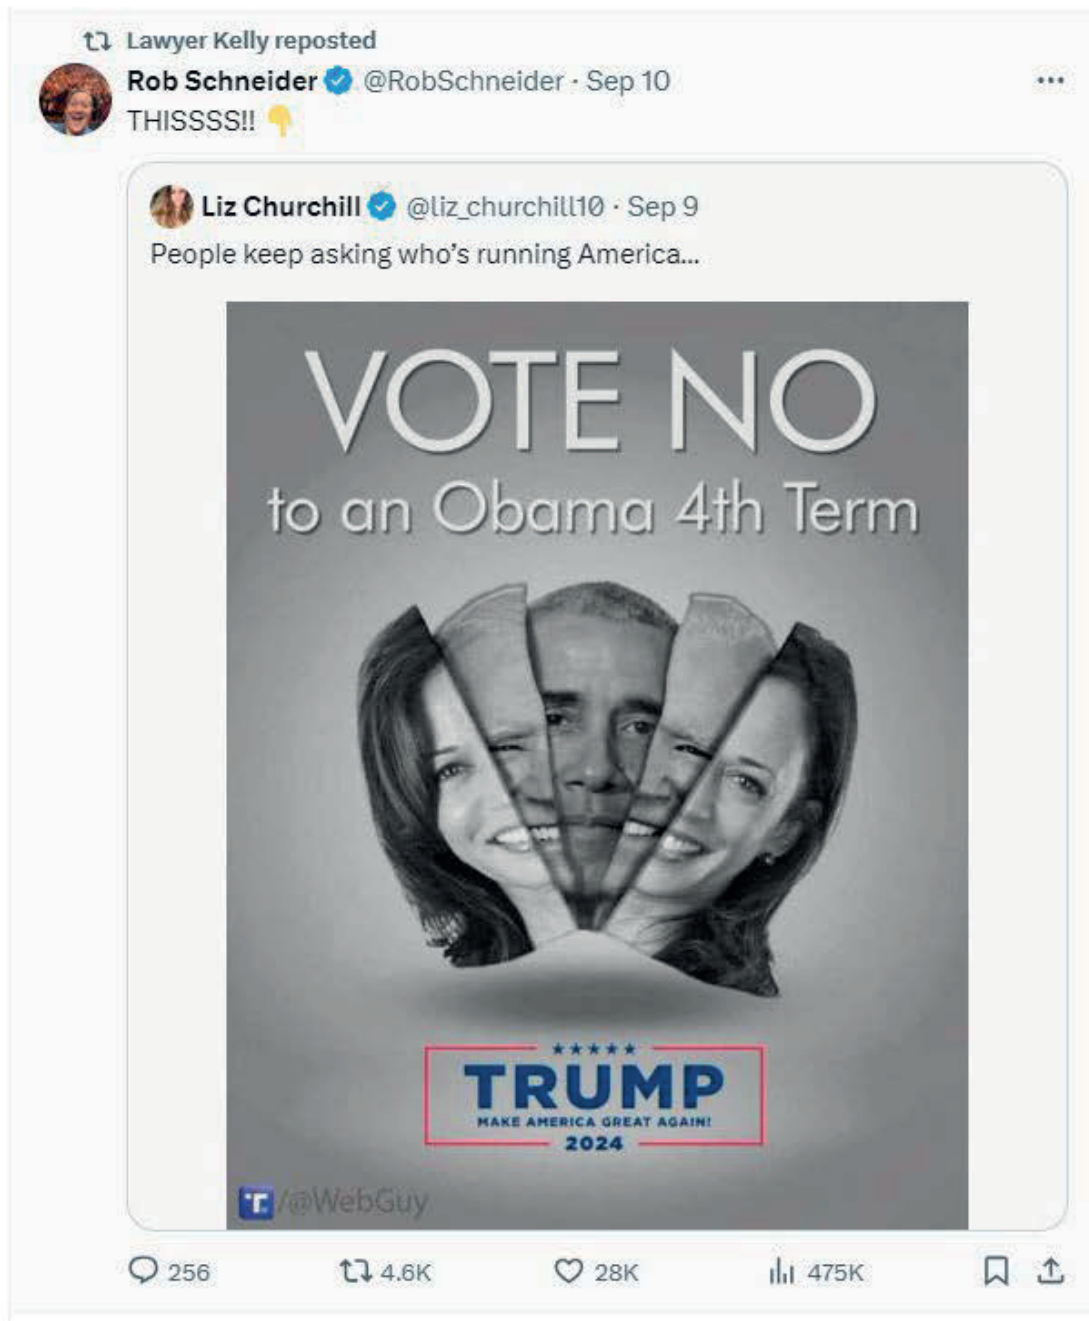 Lawyer Kelly reposted
Rob Schneider @RobSchneider · Sep 10
THISSSS!! 👇
Liz Churchill @liz_churchill10 · Sep 9
People keep asking who's running America...
VOTE NO
to an Obama 4th Term
TRUMP
MAKE AMERICA GREAT AGAIN!
2024
T. /@WebGuy
256 4.6K 28K 475K